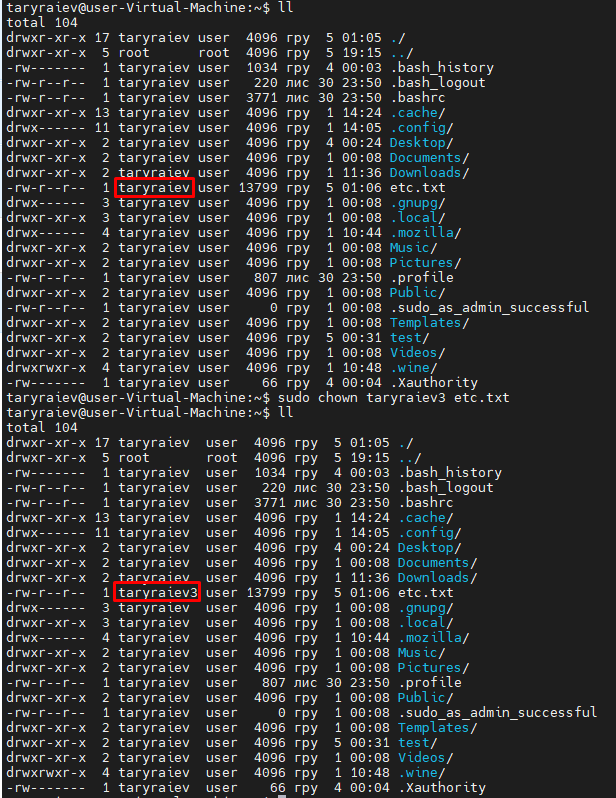 taryraiev@user-Virtual-Machine:~$ ll
total 104
drwxr-xr-x 17 taryraiev user  4096 гру  5 01:05 ./
drwxr-xr-x  5 root      root  4096 гру  5 19:15 ../
-rw-------  1 taryraiev user  1034 гру  4 00:03 .bash_history
-rw-r--r--  1 taryraiev user   220 лис 30 23:50 .bash_logout
-rw-r--r--  1 taryraiev user  3771 лис 30 23:50 .bashrc
drwxr-xr-x 13 taryraiev user  4096 гру  1 14:24 .cache/
drwx------ 11 taryraiev user  4096 гру  1 14:05 .config/
drwxr-xr-x  2 taryraiev user  4096 гру  4 00:24 Desktop/
drwxr-xr-x  2 taryraiev user  4096 гру  1 00:08 Documents/
drwxr-xr-x  2 taryraiev user  4096 гру  1 11:36 Downloads/
-rw-r--r--  1 taryraiev user 13799 гру  5 01:06 etc.txt
drwx------  3 taryraiev user  4096 гру  1 00:08 .gnupg/
drwxr-xr-x  3 taryraiev user  4096 гру  1 00:08 .local/
drwx------  4 taryraiev user  4096 гру  1 10:44 .mozilla/
drwxr-xr-x  2 taryraiev user  4096 гру  1 00:08 Music/
drwxr-xr-x  2 taryraiev user  4096 гру  1 00:08 Pictures/
-rw-r--r--  1 taryraiev user   807 лис 30 23:50 .profile
drwxr-xr-x  2 taryraiev user  4096 гру  1 00:08 Public/
-rw-r--r--  1 taryraiev user     0 гру  1 00:08 .sudo_as_admin_successful
drwxr-xr-x  2 taryraiev user  4096 гру  1 00:08 Templates/
drwxr-xr-x  2 taryraiev user  4096 гру  5 00:31 test/
drwxr-xr-x  2 taryraiev user  4096 гру  1 00:08 Videos/
drwxrwxr-x  4 taryraiev user  4096 гру  1 10:48 .wine/
-rw-------  1 taryraiev user    66 гру  4 00:04 .Xauthority
taryraiev@user-Virtual-Machine:~$ sudo chown taryraiev3 etc.txt
taryraiev@user-Virtual-Machine:~$ ll
total 104
drwxr-xr-x 17 taryraiev  user  4096 гру  5 01:05 ./
drwxr-xr-x  5 root       root  4096 гру  5 19:15 ../
-rw-------  1 taryraiev  user  1034 гру  4 00:03 .bash_history
-rw-r--r--  1 taryraiev  user   220 лис 30 23:50 .bash_logout
-rw-r--r--  1 taryraiev  user  3771 лис 30 23:50 .bashrc
drwxr-xr-x 13 taryraiev  user  4096 гру  1 14:24 .cache/
drwx------ 11 taryraiev  user  4096 гру  1 14:05 .config/
drwxr-xr-x  2 taryraiev  user  4096 гру  4 00:24 Desktop/
drwxr-xr-x  2 taryraiev  user  4096 гру  1 00:08 Documents/
drwxr-xr-x  2 taryraiev  user  4096 гру  1 11:36 Downloads/
-rw-r--r--  1 taryraiev3 user 13799 гру  5 01:06 etc.txt
drwx------  3 taryraiev  user  4096 гру  1 00:08 .gnupg/
drwxr-xr-x  3 taryraiev  user  4096 гру  1 00:08 .local/
drwx------  4 taryraiev  user  4096 гру  1 10:44 .mozilla/
drwxr-xr-x  2 taryraiev  user  4096 гру  1 00:08 Music/
drwxr-xr-x  2 taryraiev  user  4096 гру  1 00:08 Pictures/
-rw-r--r--  1 taryraiev  user   807 лис 30 23:50 .profile
drwxr-xr-x  2 taryraiev  user  4096 гру  1 00:08 Public/
-rw-r--r--  1 taryraiev  user     0 гру  1 00:08 .sudo_as_admin_successful
drwxr-xr-x  2 taryraiev  user  4096 гру  1 00:08 Templates/
drwxr-xr-x  2 taryraiev  user  4096 гру  5 00:31 test/
drwxr-xr-x  2 taryraiev  user  4096 гру  1 00:08 Videos/
drwxrwxr-x  4 taryraiev  user  4096 гру  1 10:48 .wine/
-rw-------  1 taryraiev  user    66 гру  4 00:04 .Xauthority